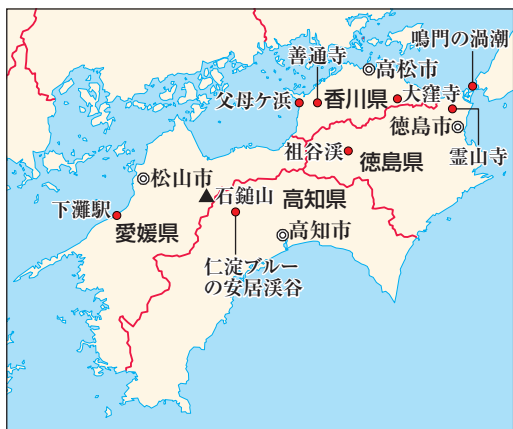 鳴門の渦潮
善通寺
高松市
父母ケ浜
香川県
大窪寺
徳島市
霊山寺
祖谷渓
徳島県
松山市
石鎚山
高知県
下灘駅
愛媛県
高知市
仁淀ブルー
の安居渓谷